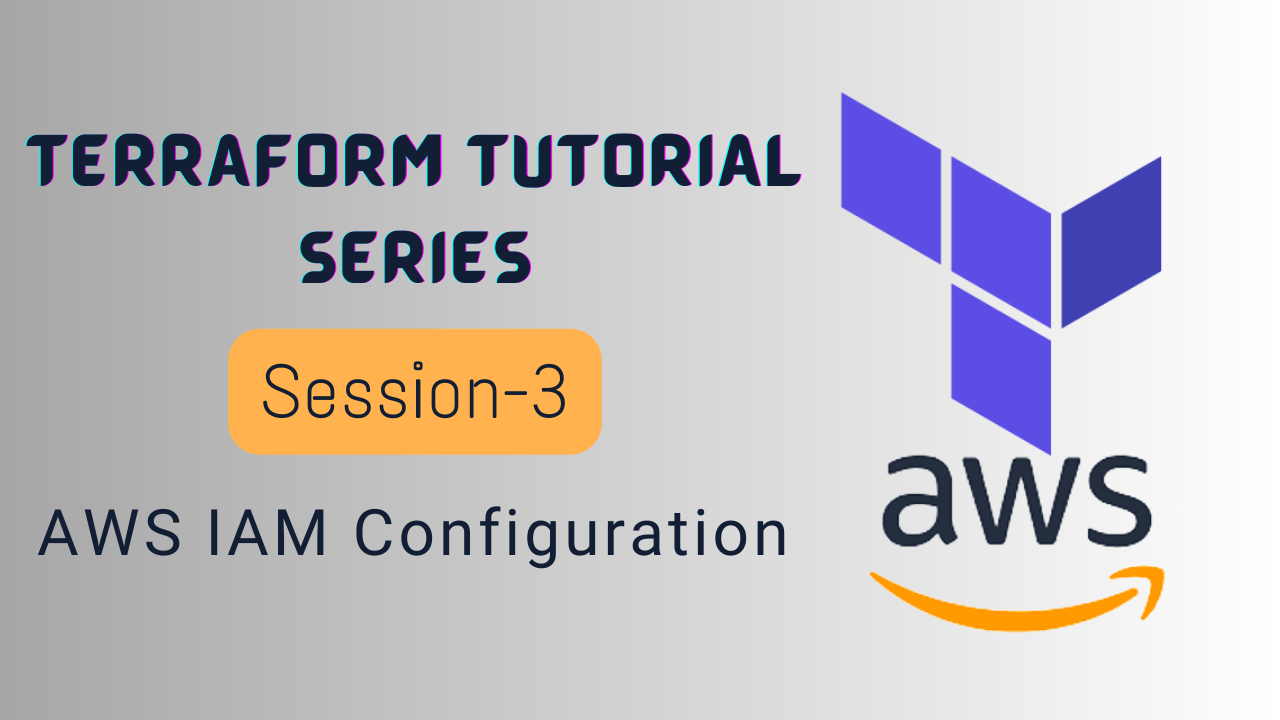 TERRAFORM TUTORIAL
SERIES
Session-3
AWS IAM Configuration
aws